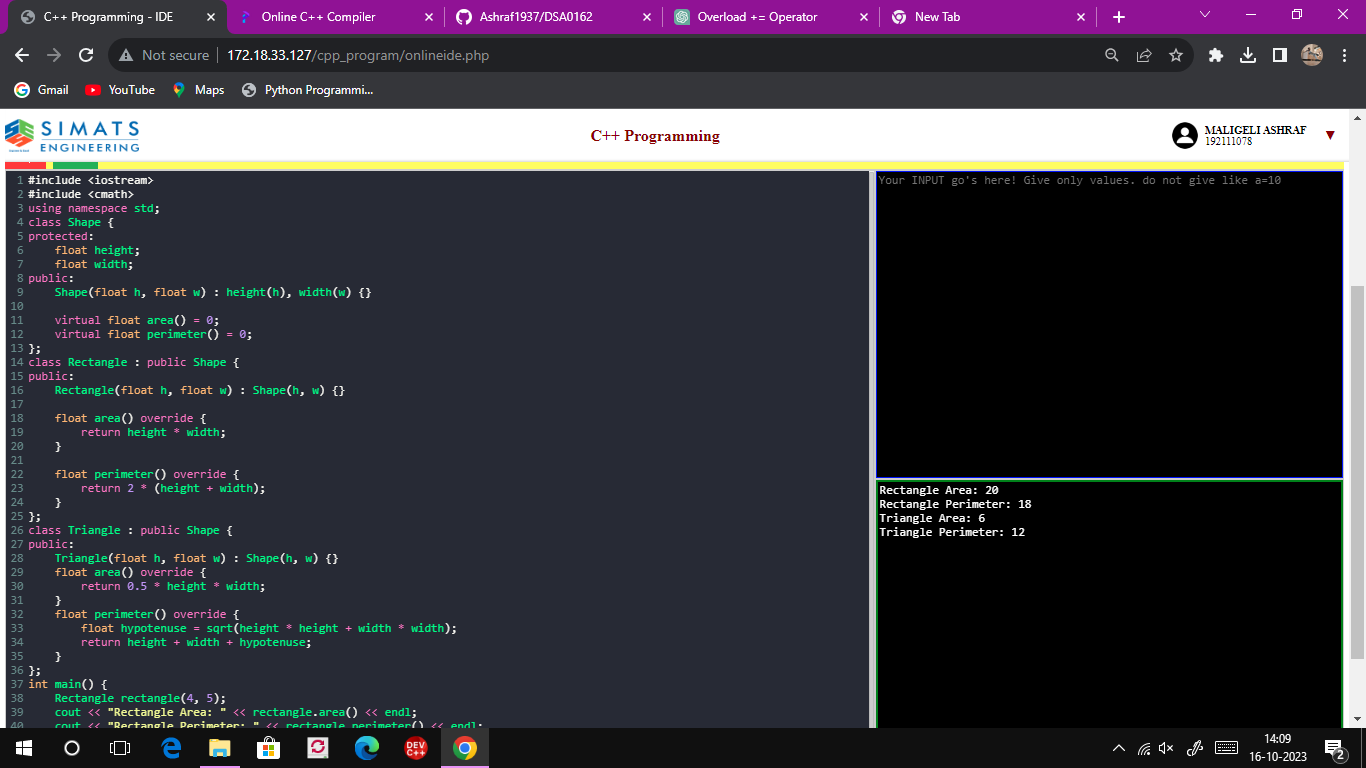 C++ Programming - IDE
Online C++ Compiler
Ashraf1937/DSA0162
Overload += Operator
New Tab
Not secure
172.18.33.127/cpp_program/onlineide.php
Gmail
YouTube
Maps
Python Programmi...
SIMATS
ENGINEERING
C++ Programming
MALIGELI ASHRAF
192111078
1 #include <iostream>
2 #include <cmath>
3 using namespace std;
4 class Shape {
5 protected:
6     float height;
7     float width;
8 public:
9     Shape(float h, float w) : height(h), width(w) {}
10
11     virtual float area() = 0;
12     virtual float perimeter() = 0;
13 };
14 class Rectangle : public Shape {
15 public:
16     Rectangle(float h, float w) : Shape(h, w) {}
17
18     float area() override {
19         return height * width;
20     }
21
22     float perimeter() override {
23         return 2 * (height + width);
24     }
25 };
26 class Triangle : public Shape {
27 public:
28     Triangle(float h, float w) : Shape(h, w) {}
29     float area() override {
30         return 0.5 * height * width;
31     }
32     float perimeter() override {
33         float hypotenuse = sqrt(height * height + width * width);
34         return height + width + hypotenuse;
35     }
36 };
37 int main() {
38     Rectangle rectangle(4, 5);
39     cout << "Rectangle Area: " << rectangle.area() << endl;
40     cout << "Rectangle Perimeter: " << rectangle.perimeter() << endl;
Your INPUT go's here! Give only values. do not give like a=10
Rectangle Area: 20
Rectangle Perimeter: 18
Triangle Area: 6
Triangle Perimeter: 12
DEV
C++
14:09
16-10-2023
2